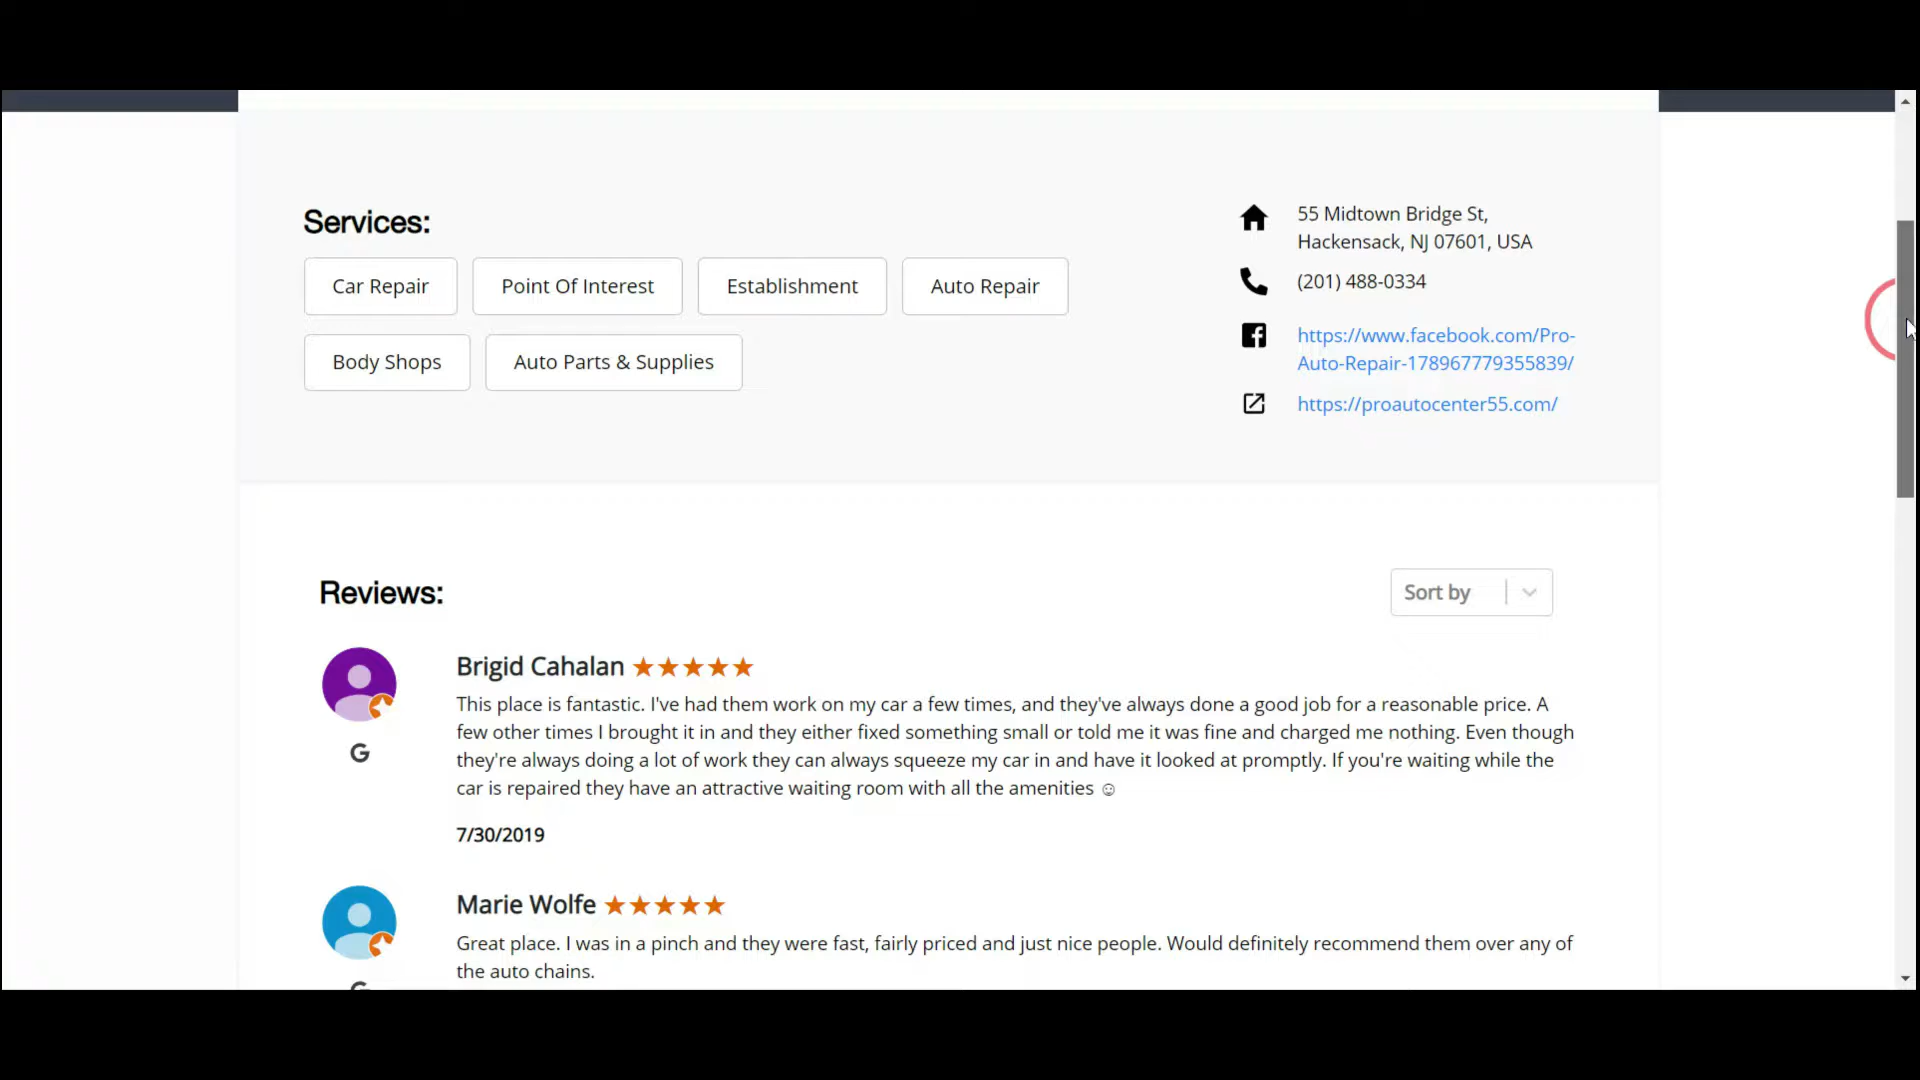 Services:
Car Repair
Point Of Interest
Establishment
Auto Repair
Body Shops
Auto Parts & Supplies
55 Midtown Bridge St,
Hackensack, NJ 07601, USA
(201) 488-0334
https://www.facebook.com/Pro-
Auto-Repair-178967779355839/
https://proautocenter55.com/
Reviews:
Sort by
Brigid Cahalan
This place is fantastic. I've had them work on my car a few times, and they've always done a good job for a reasonable price. A
few other times I brought it in and they either fixed something small or told me it was fine and charged me nothing. Even though
they're always doing a lot of work they can always squeeze my car in and have it looked at promptly. If you're waiting while the
car is repaired they have an attractive waiting room with all the amenities ☺
G
7/30/2019
Marie Wolfe
Great place. I was in a pinch and they were fast, fairly priced and just nice people. Would definitely recommend them over any of
the auto chains.